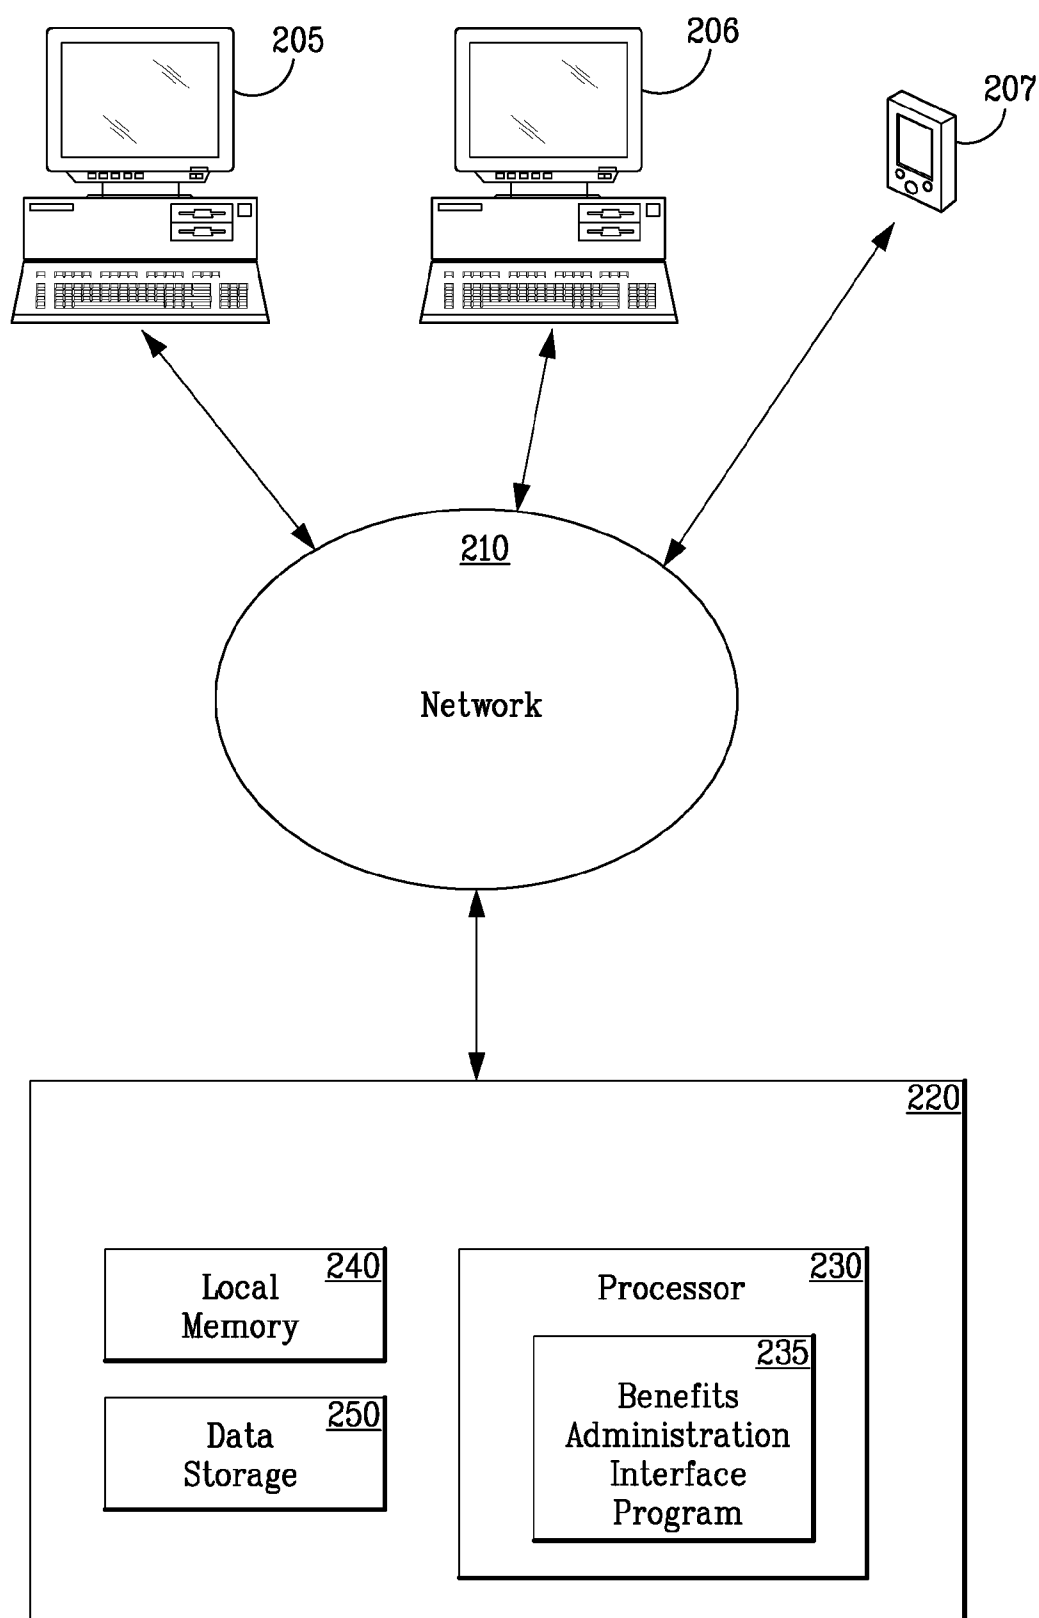 205
206
207
210
Network
220
240
Local
Memory
250
Data
Storage
230
Processor
235
Benefits
Administration
Interface
Program